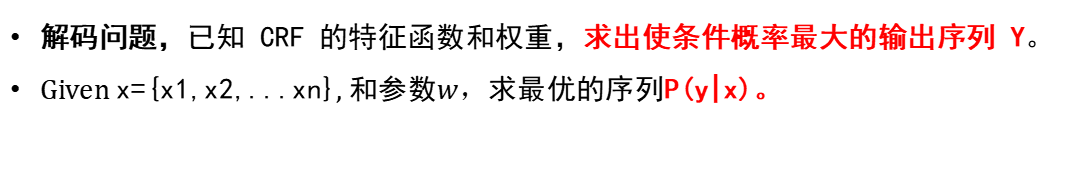 • 解码问题，已知 CRF 的特征函数和权重，求出使条件概率最大的输出序列 Y。
• Given x={x1,x2,...xn},和参数w，求最优的序列P(y|x)。